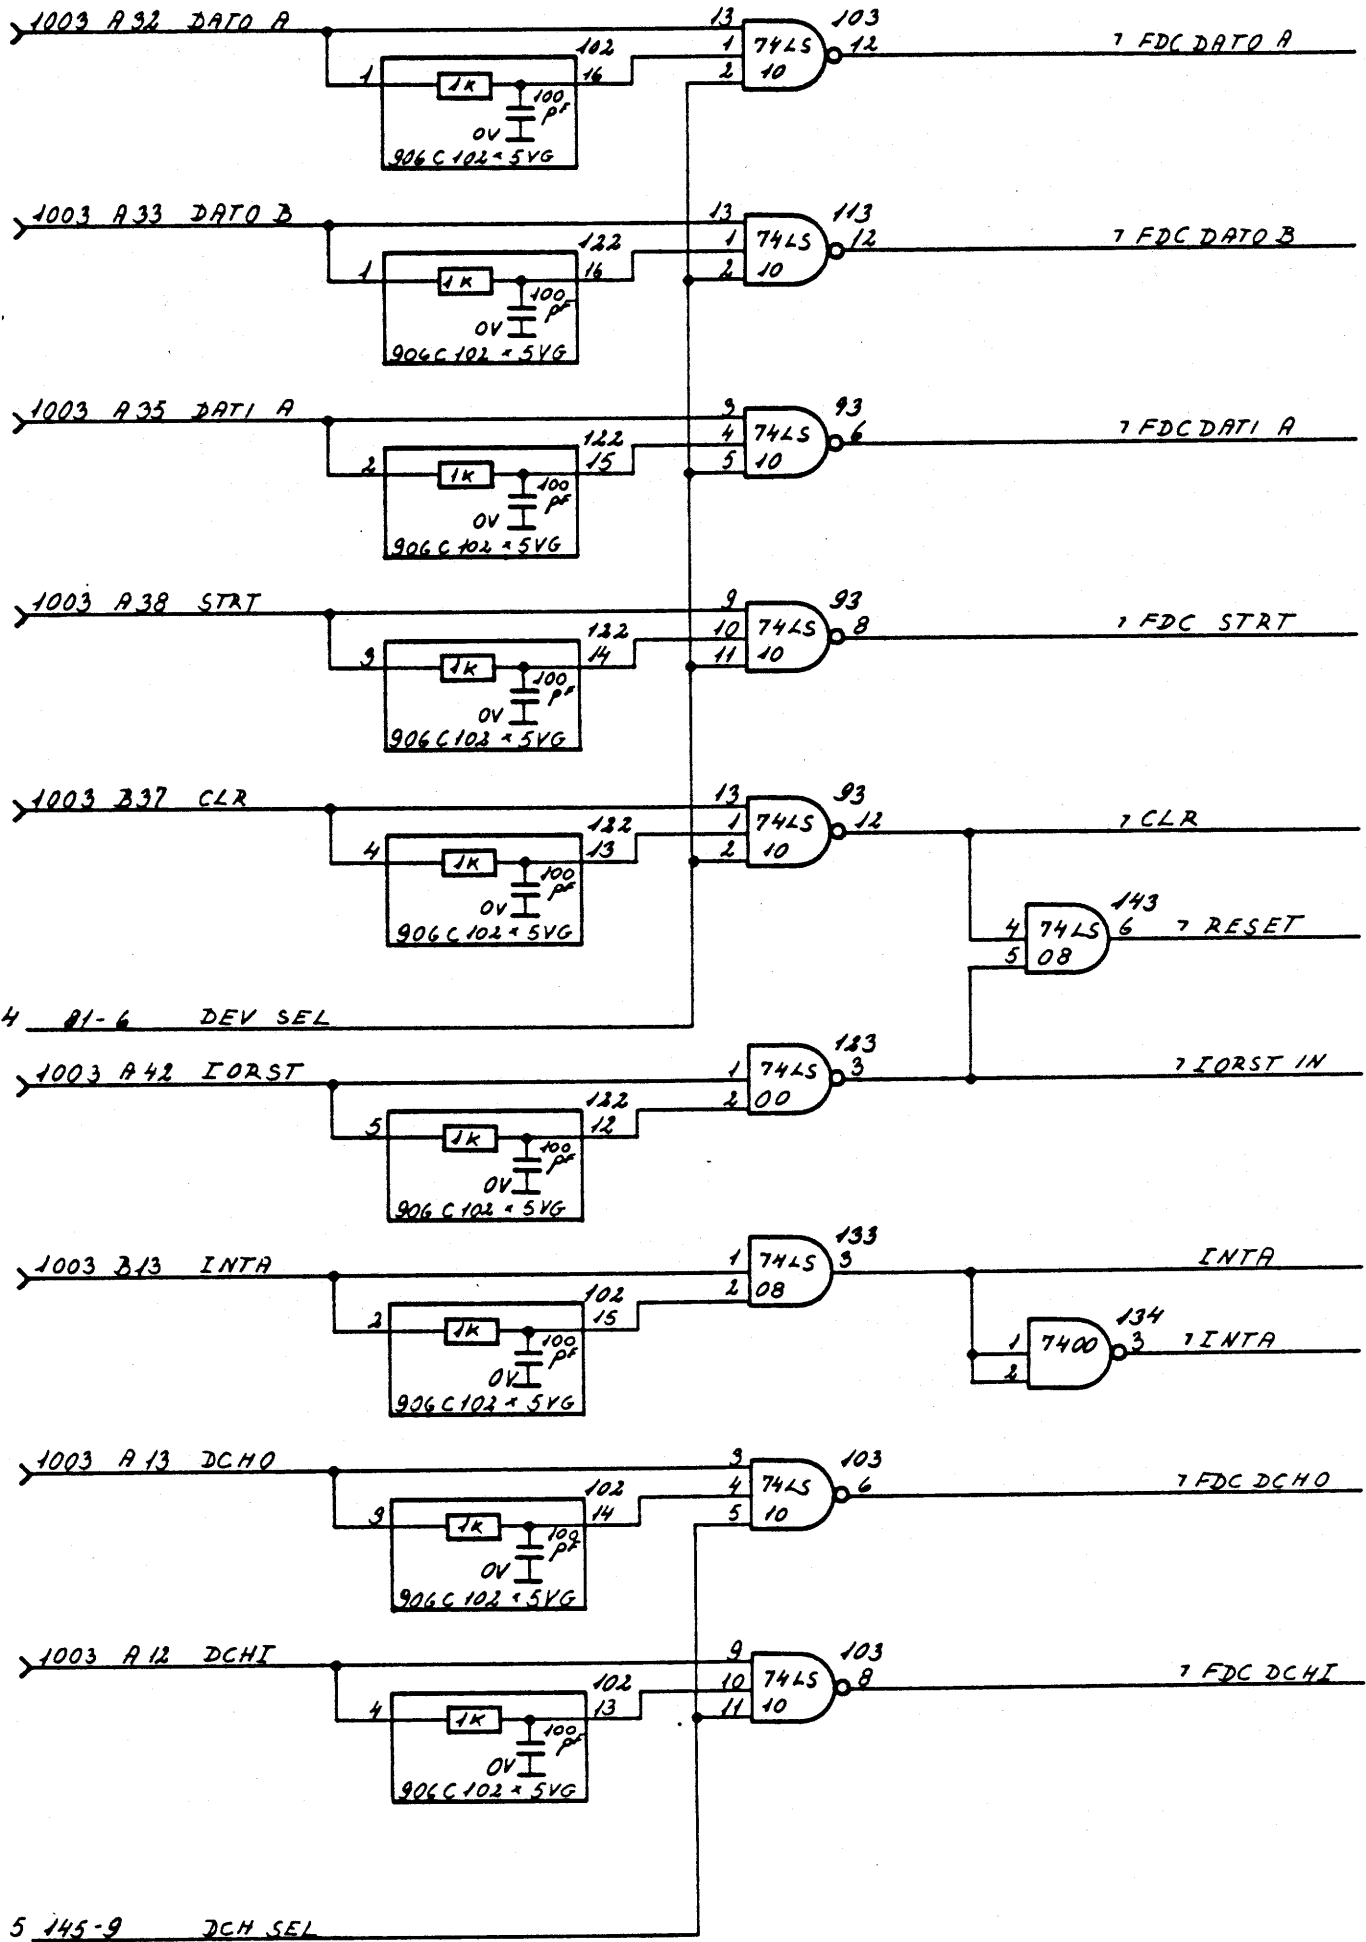 1003 A32 DATO A
13
103
1
74LS
12
¬ FDC DATO A
102
1
1K
16
2
10
100
pF
0V
906C102*5VG
1003 A33 DATO B
13
113
1
74LS
12
¬ FDC DATO B
122
1
1K
16
2
10
100
pF
0V
906C102*5VG
1003 A35 DATI A
3
93
4
74LS
6
¬ FDC DATI A
122
2
1K
15
5
10
100
pF
0V
906C102*5VG
1003 A38 STRT
9
93
10
74LS
8
¬ FDC STRT
122
3
1K
14
11
10
100
pF
0V
906C102*5VG
1003 B37 CLR
13
93
1
74LS
12
¬ CLR
122
4
1K
13
2
10
100
pF
0V
906C102*5VG
143
4
74LS
6
¬ RESET
5
08
4 81-6 DEV SEL
1003 A42 IORST
1
123
74LS
3
¬ IORST IN
2
00
122
5
1K
12
100
pF
0V
906C102*5VG
1003 B13 INTA
1
133
74LS
3
INTA
2
08
102
2
1K
15
100
pF
0V
906C102*5VG
134
1
7400
3
¬ INTA
2
1003 A13 DCHO
3
103
4
74LS
6
¬ FDC DCHO
102
3
1K
14
5
10
100
pF
0V
906C102*5VG
1003 A12 DCHI
9
103
10
74LS
8
¬ FDC DCHI
102
4
1K
13
11
10
100
pF
0V
906C102*5VG
5 145-9 DCH SEL